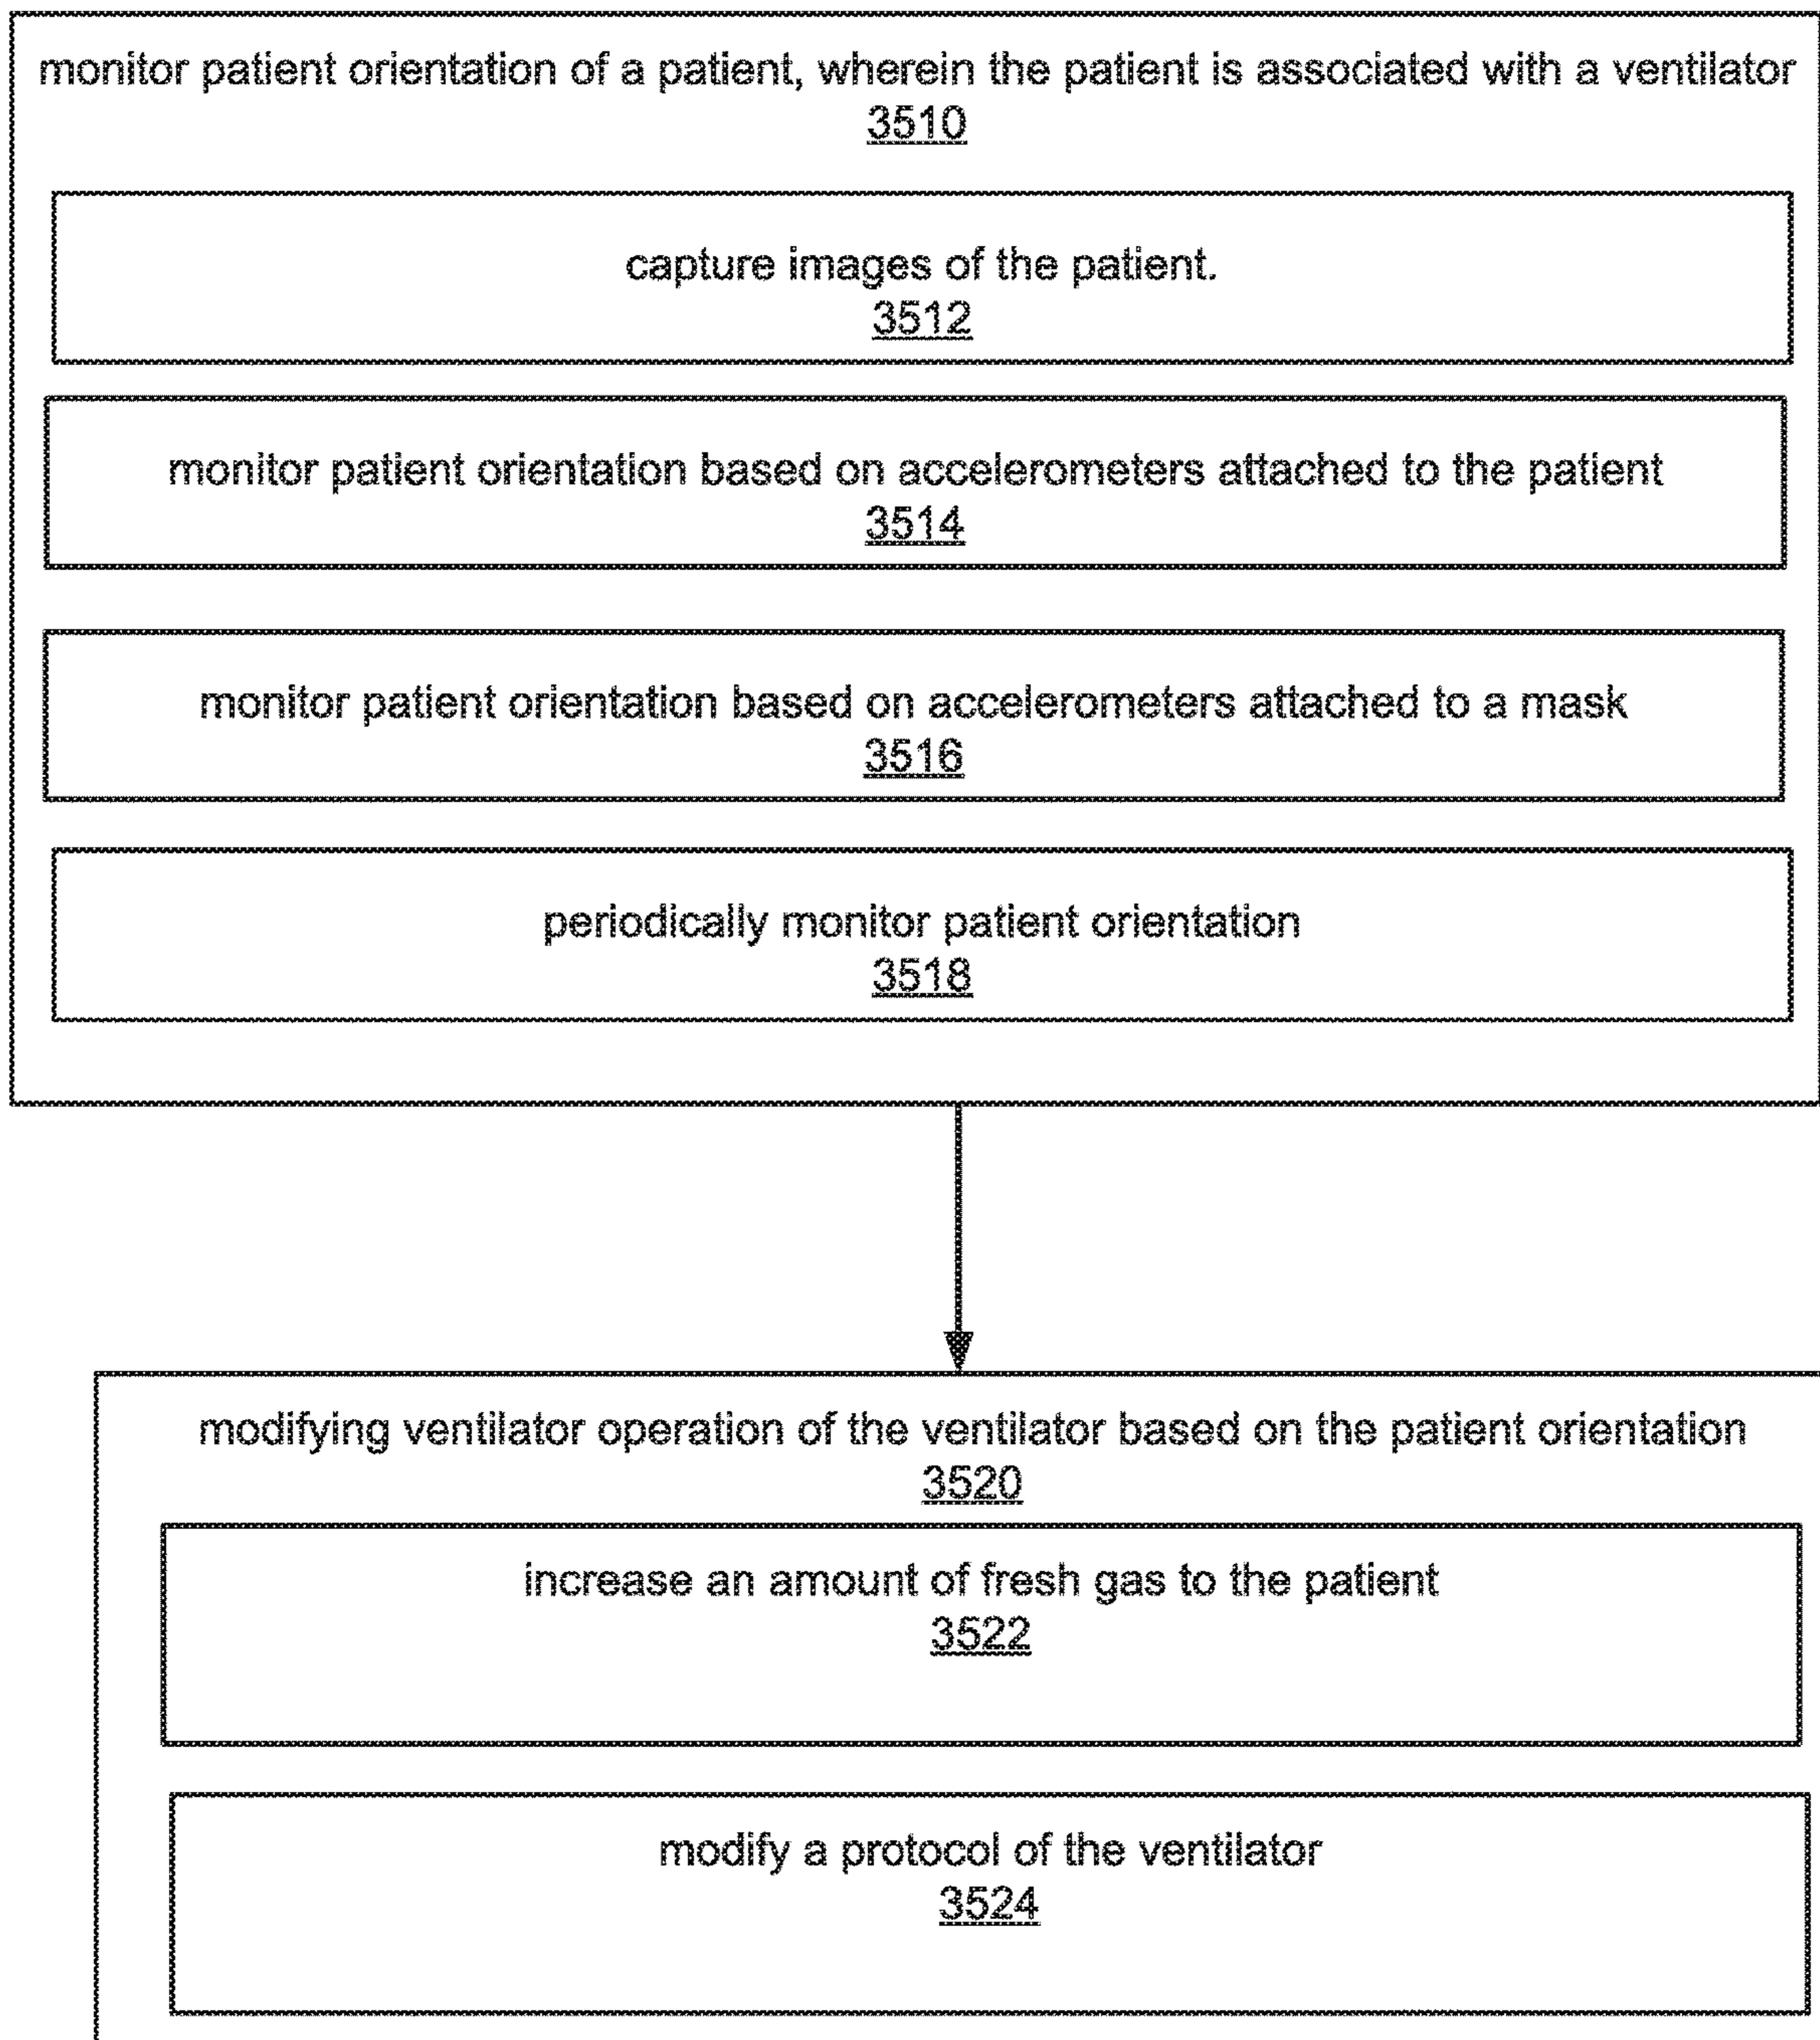 monitor patient orientation of a patient, wherein the patient is associated with a ventilator
3510
capture images of the patient.
3512
monitor patient orientation based on accelerometers attached to the patient
3514
monitor patient orientation based on accelerometers attached to a mask
3516
periodically monitor patient orientation
3518
modifying ventilator operation of the ventilator based on the patient orientation
3520
increase an amount of fresh gas to the patient
3522
modify a protocol of the ventilator
3524